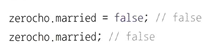 zerocho.married = false; // false
zerocho.married; // false